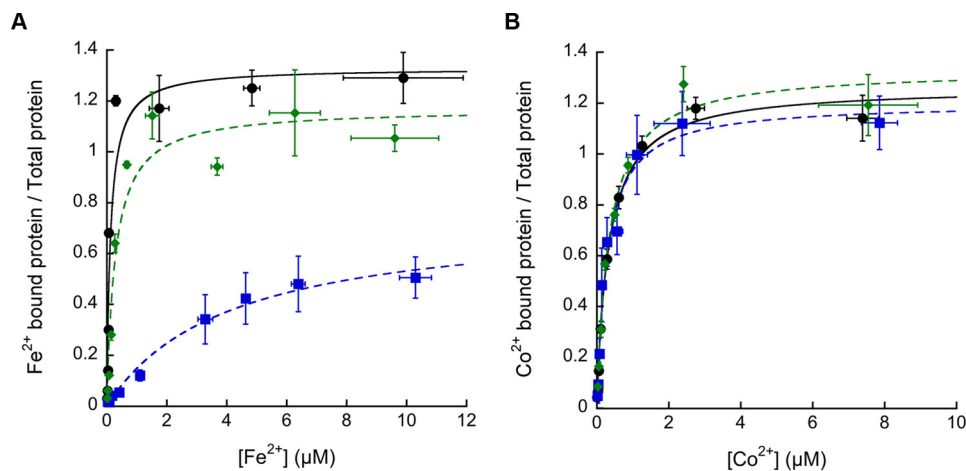 A
B
Fe²⁺ bound protein / Total protein
1.4
1.2
1
0.8
0.6
0.4
0.2
0
0 2 4 6 8 10 12
[Fe²⁺] (µM)
Co²⁺ bound protein / Total protein
1.4
1.2
1
0.8
0.6
0.4
0.2
0
0 2 4 6 8 10
[Co²⁺] (µM)